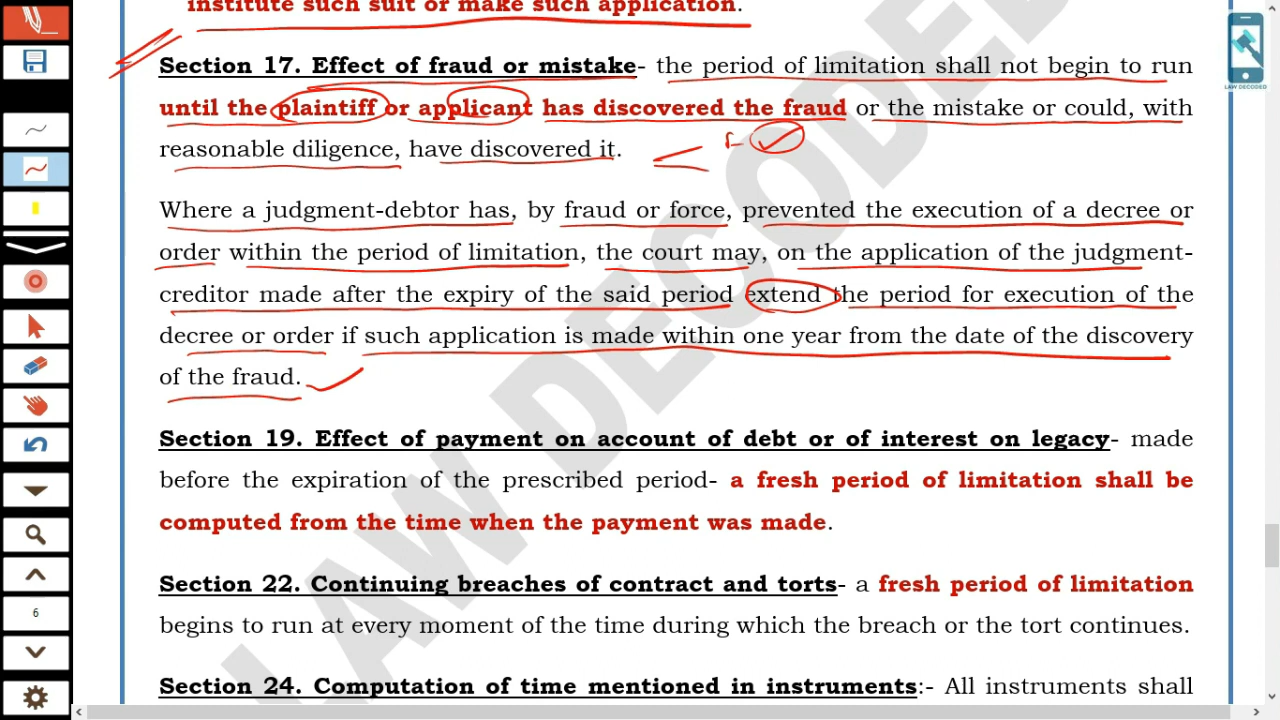 institute such suit or make such application.
Section 17. Effect of fraud or mistake- the period of limitation shall not begin to run
until the plaintiff or applicant has discovered the fraud or the mistake or could, with
reasonable diligence, have discovered it.
Where a judgment-debtor has, by fraud or force, prevented the execution of a decree or
order within the period of limitation, the court may, on the application of the judgment-
creditor made after the expiry of the said period extend the period for execution of the
decree or order if such application is made within one year from the date of the discovery
of the fraud.
Section 19. Effect of payment on account of debt or of interest on legacy- made
before the expiration of the prescribed period- a fresh period of limitation shall be
computed from the time when the payment was made.
Section 22. Continuing breaches of contract and torts- a fresh period of limitation
begins to run at every moment of the time during which the breach or the tort continues.
Section 24. Computation of time mentioned in instruments:- All instruments shall
LAW DECODED
LAW DECODED
6